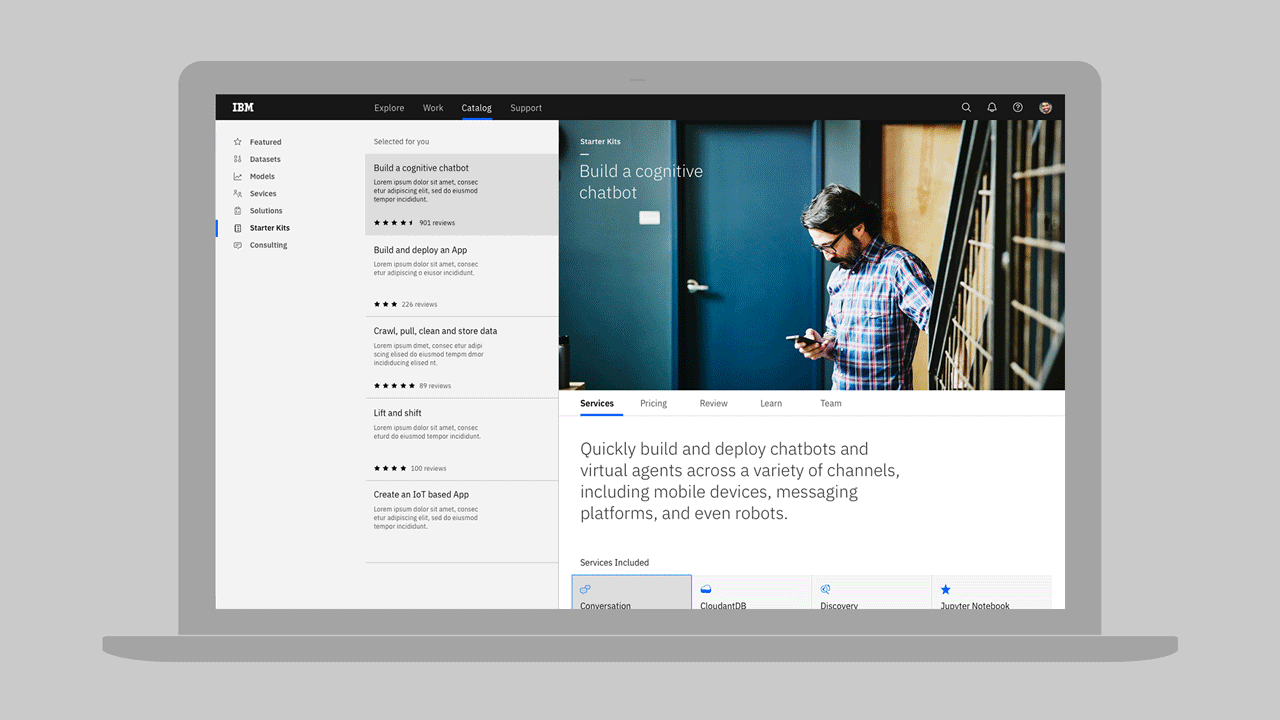 IBM
Explore
Work
Catalog
Support
Featured
Datasets
Models
Sevices
Solutions
Starter Kits
Consulting
Selected for you
Build a cognitive chatbot
Lorem ipsum dolor sit amet, consec
etur adipiscing elit, sed do eiusmod
tempor incididunt.
901 reviews
Build and deploy an App
Lorem ipsum dolor sit amet, consec
etur adipiscing o eiusor incididunt.
226 reviews
Crawl, pull, clean and store data
Lorem ipsum dmet, consec etur adipi
scing elised do eiusmod tempm dmor
incididucing elised nt.
89 reviews
Lift and shift
Lorem ipsum dolor sit amet, consec
eturd do eiusmod tempor incididunt.
100 reviews
Create an IoT based App
Lorem ipsum dolor sit amet, consec
etur adipiscing elit, sed do eiusmod
tempor incididunt.
Starter Kits
Build a cognitive
chatbot
Services
Pricing
Review
Learn
Team
Quickly build and deploy chatbots and
virtual agents across a variety of channels,
including mobile devices, messaging
platforms, and even robots.
Services Included
Conversation
CloudantDB
Discovery
Jupyter Notebook